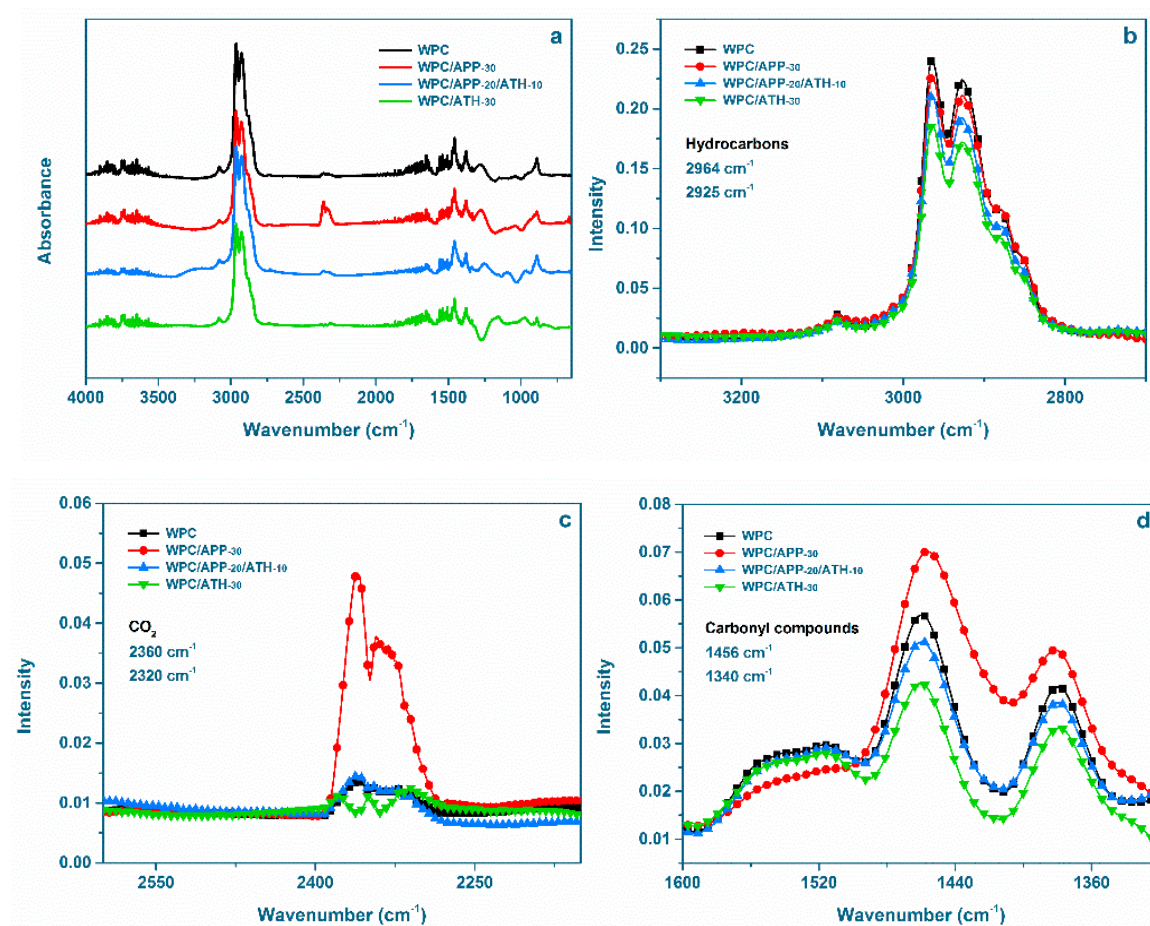 a
WPC
WPC/APP-30
WPC/APP-20/ATH-10
WPC/ATH-30
Absorbance
4000 3500 3000 2500 2000 1500 1000
Wavenumber (cm-1)
b
WPC
WPC/APP-30
WPC/APP-20/ATH-10
WPC/ATH-30
Hydrocarbons
2964 cm-1
2925 cm-1
Intensity
0.25
0.20
0.15
0.10
0.05
0.00
3200 3000 2800
Wavenumber (cm-1)
c
WPC
WPC/APP-30
WPC/APP-20/ATH-10
WPC/ATH-30
CO2
2360 cm-1
2320 cm-1
Intensity
0.06
0.05
0.04
0.03
0.02
0.01
0.00
2550 2400 2250
Wavenumber (cm-1)
d
WPC
WPC/APP-30
WPC/APP-20/ATH-10
WPC/ATH-30
Carbonyl compounds
1456 cm-1
1340 cm-1
Intensity
0.08
0.07
0.06
0.05
0.04
0.03
0.02
0.01
1600 1520 1440 1360
Wavenumber (cm-1)